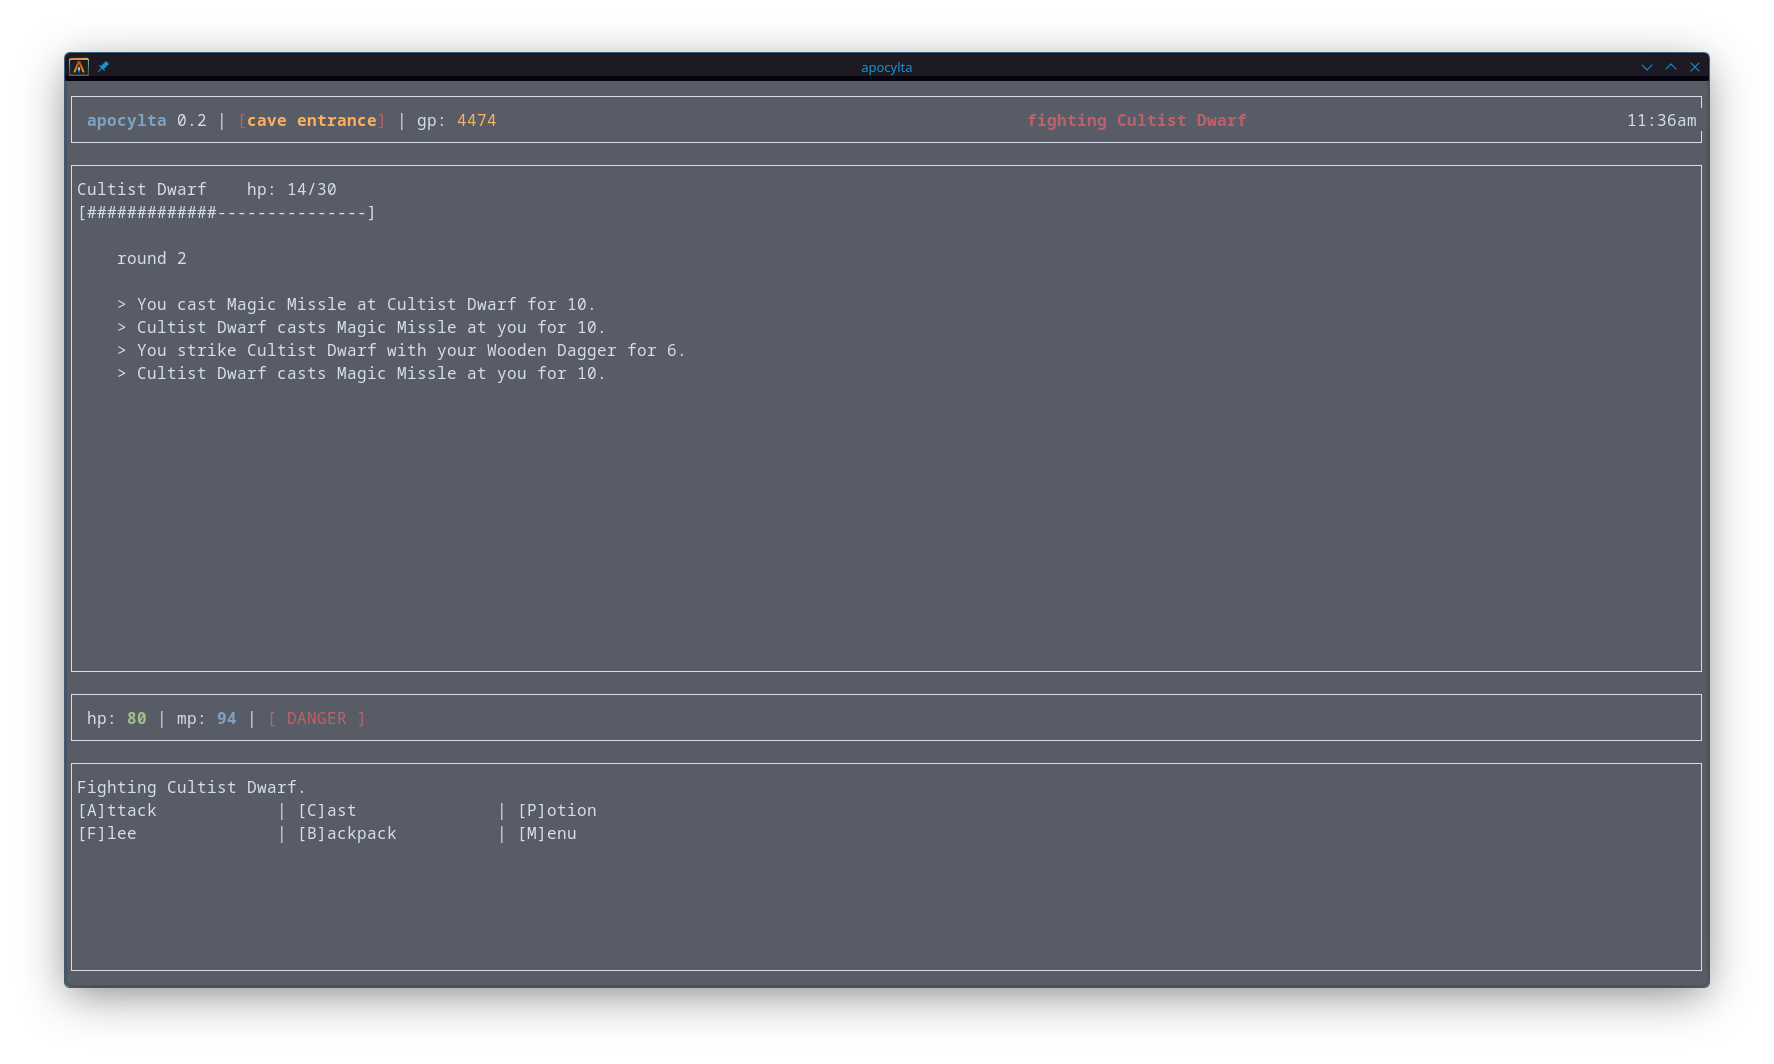 apocylta
apocylta 0.2 | [cave entrance] | gp: 4474 fighting Cultist Dwarf 11:36am
Cultist Dwarf    hp: 14/30
[#############---------------]
round 2
> You cast Magic Missle at Cultist Dwarf for 10.
> Cultist Dwarf casts Magic Missle at you for 10.
> You strike Cultist Dwarf with your Wooden Dagger for 6.
> Cultist Dwarf casts Magic Missle at you for 10.
hp: 80 | mp: 94 | [ DANGER ]
Fighting Cultist Dwarf.
[A]ttack            | [C]ast              | [P]otion
[F]lee              | [B]ackpack          | [M]enu